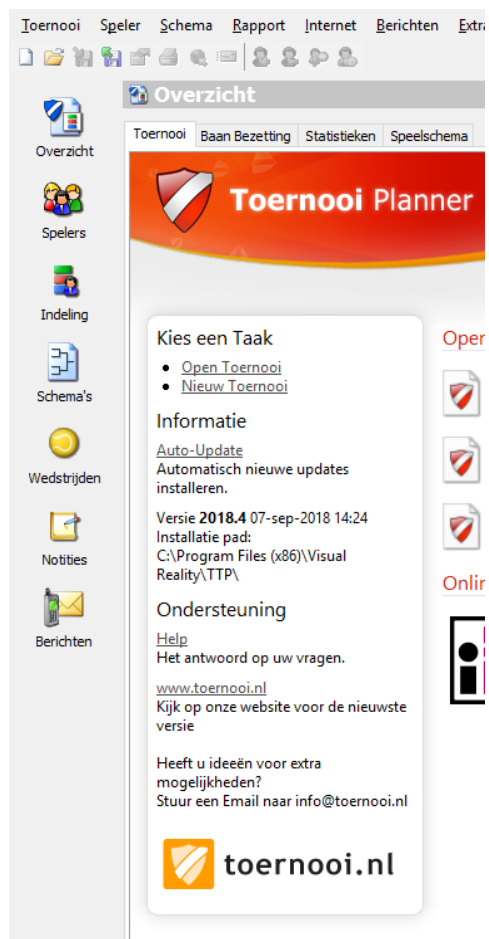 Toernooi Speler Schema Rapport Internet Berichten Extra
Overzicht
Toernooi Baan Bezetting Statistieken Speelschema
Overzicht
Spelers
Indeling
Schema's
Wedstrijden
Notities
Berichten
Toernooi Planner
Kies een Taak
Open Toernooi
Nieuw Toernooi
Informatie
Auto-Update
Automatisch nieuwe updates
installeren.
Versie 2018.4 07-sep-2018 14:24
Installatie pad:
C:\Program Files (x86)\Visual
Reality\TTP\
Ondersteuning
Help
Het antwoord op uw vragen.
www.toernooi.nl
Kijk op onze website voor de nieuwste
versie
Heeft u ideeën voor extra
mogelijkheden?
Stuur een Email naar info@toernooi.nl
toernooi.nl
Open